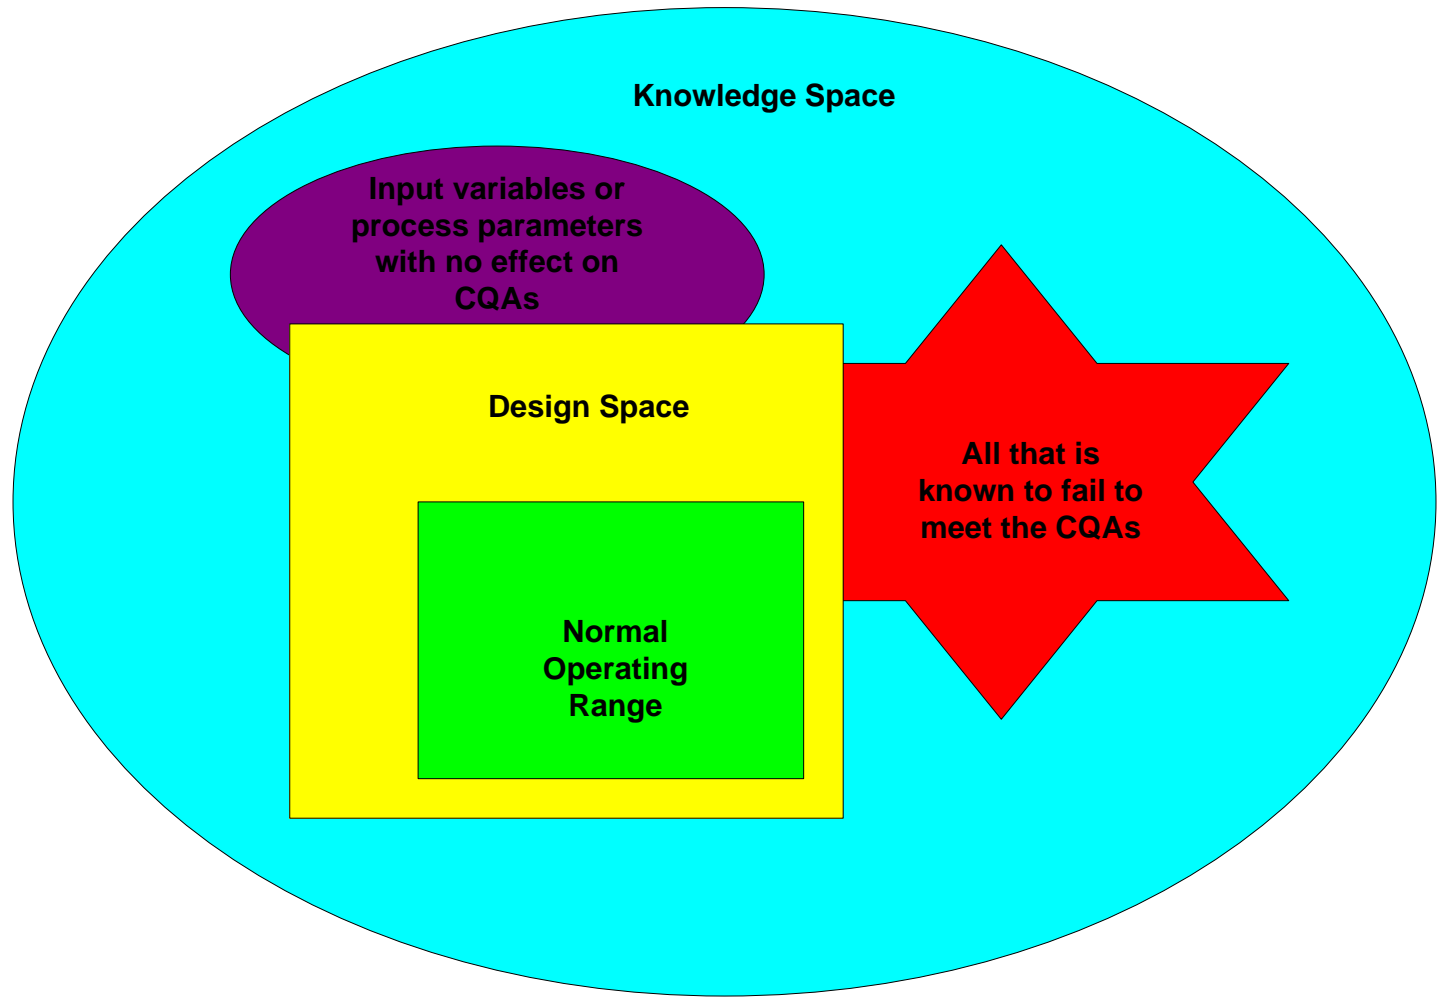 Knowledge Space
Input variables or
process parameters
with no effect on
CQAs
Design Space
All that is
known to fail to
meet the CQAs
Normal
Operating
Range